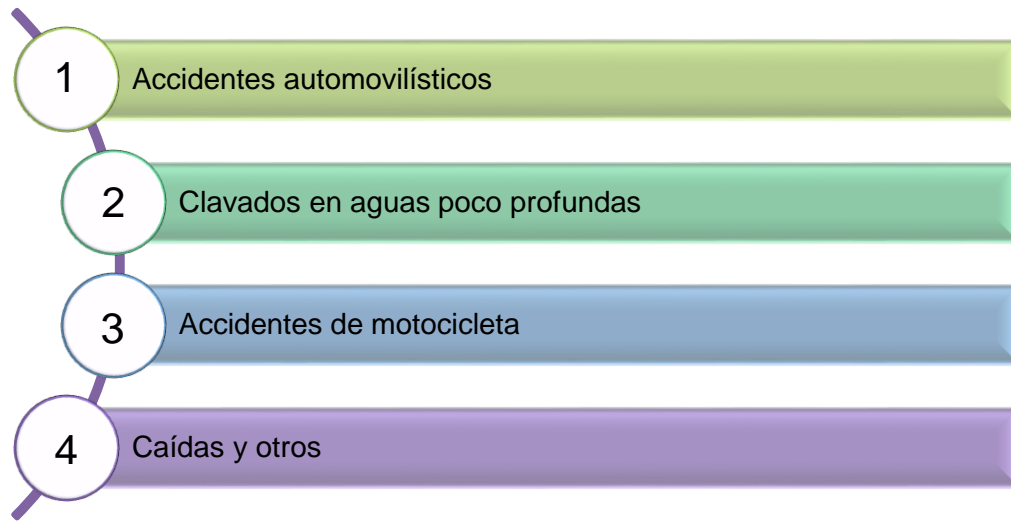 1 Accidentes automovilísticos
2 Clavados en aguas poco profundas
3 Accidentes de motocicleta
4 Caídas y otros